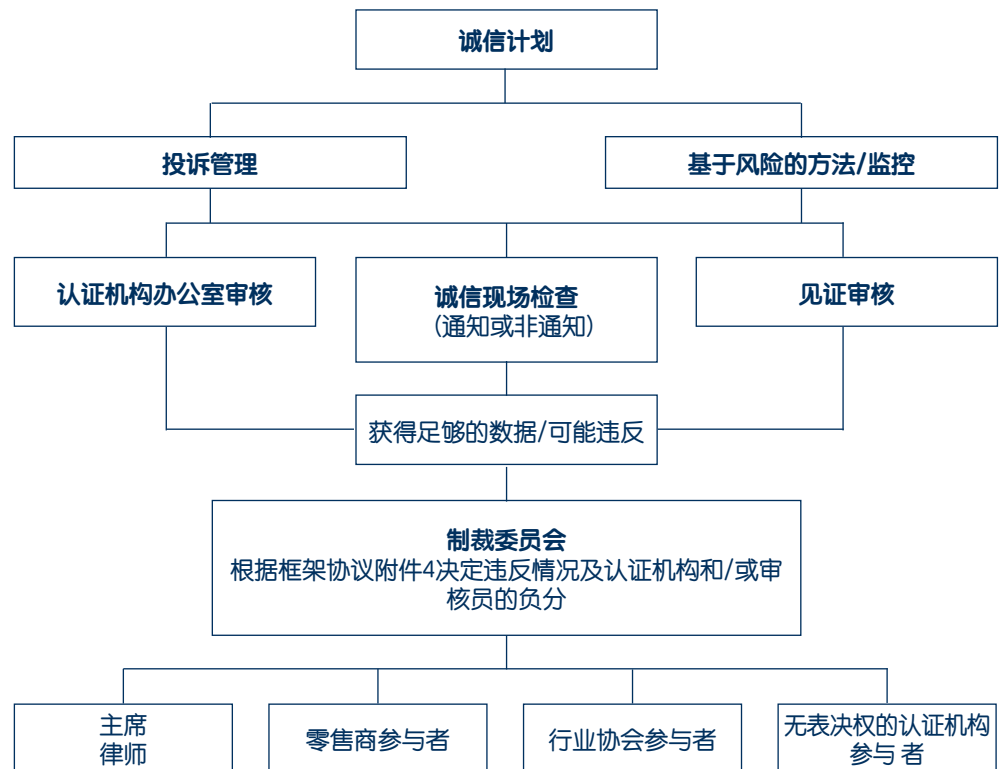 诚信计划
投诉管理
基于风险的方法/监控
认证机构办公室审核
诚信现场检查
(通知或非通知)
见证审核
获得足够的数据/可能违反
制裁委员会
根据框架协议附件4决定违反情况及认证机构和/或审
核员的负分
主席
律师
零售商参与者
行业协会参与者
无表决权的认证机构
参与 者